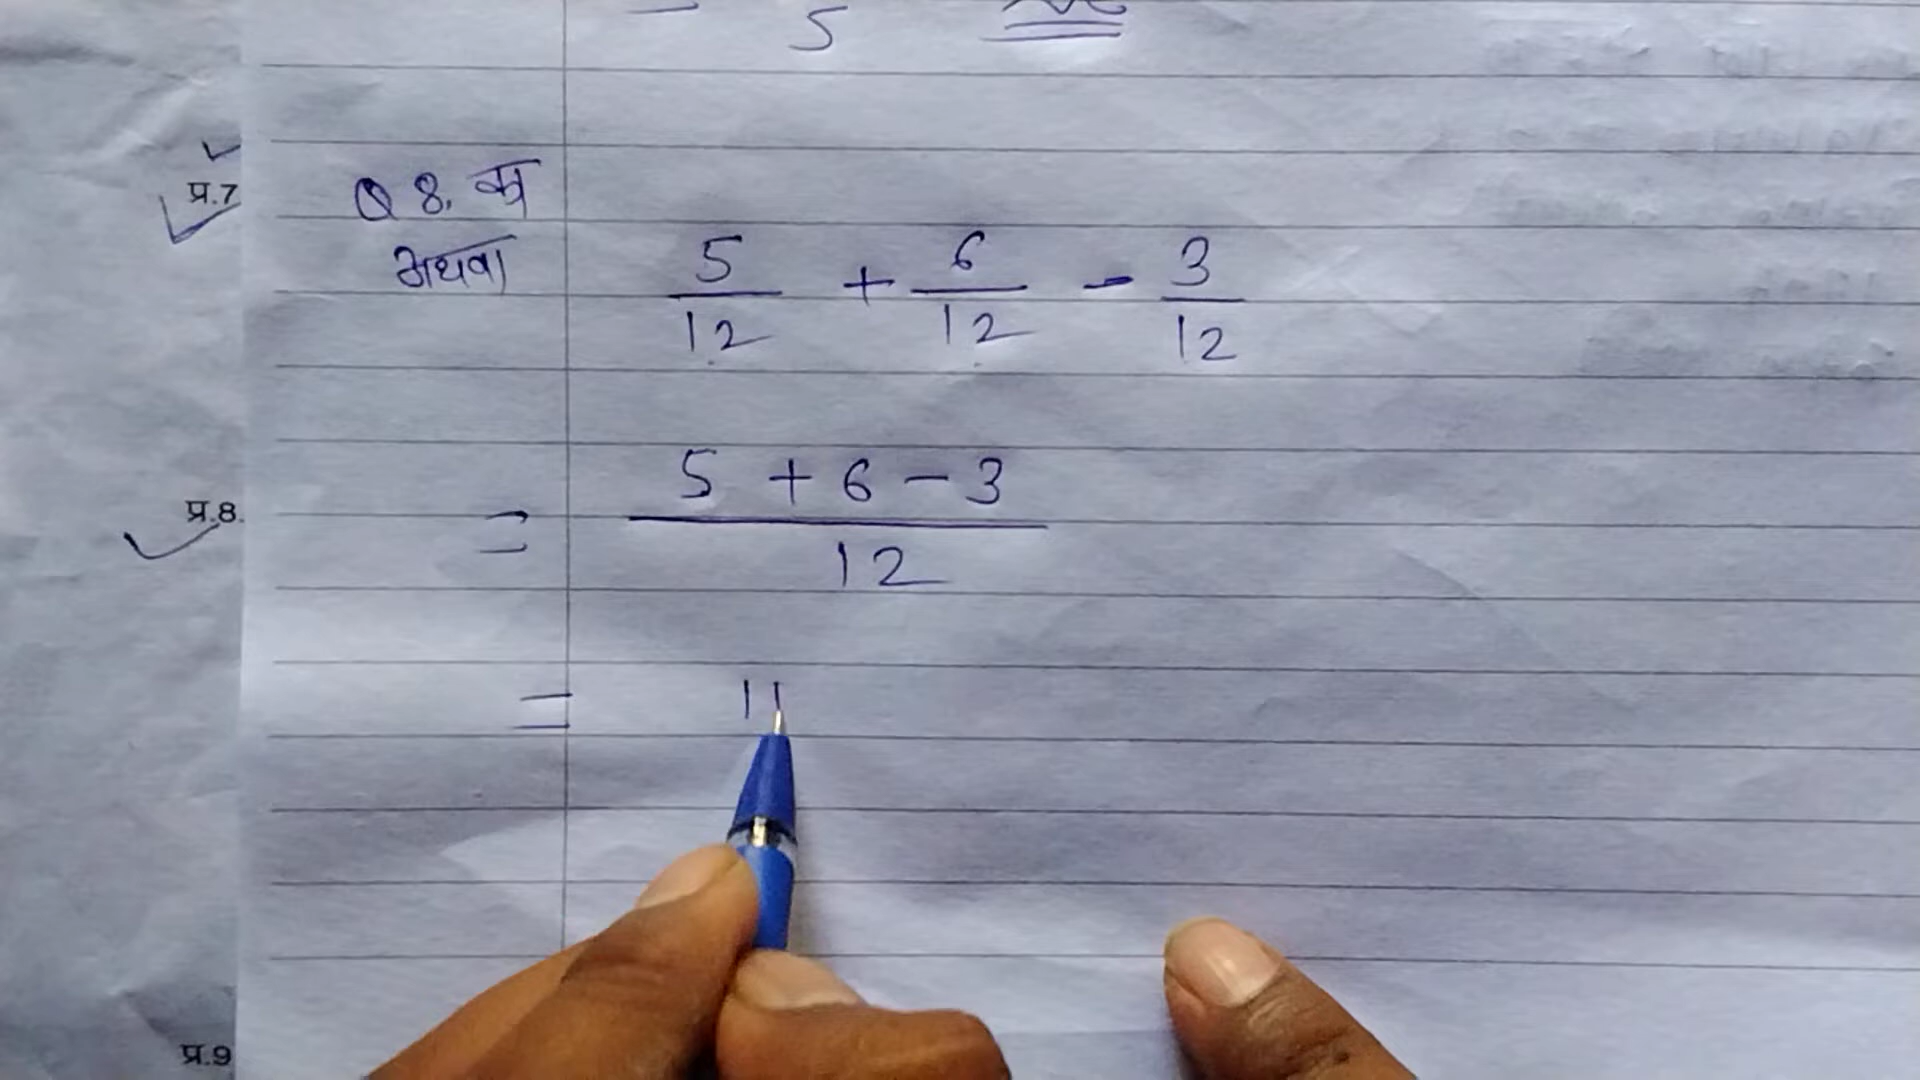 5
प्र.7
Q 8. का
अथवा
5/12 + 6/12 - 3/12
प्र.8.
= 5 + 6 - 3 / 12
= 11
प्र.9